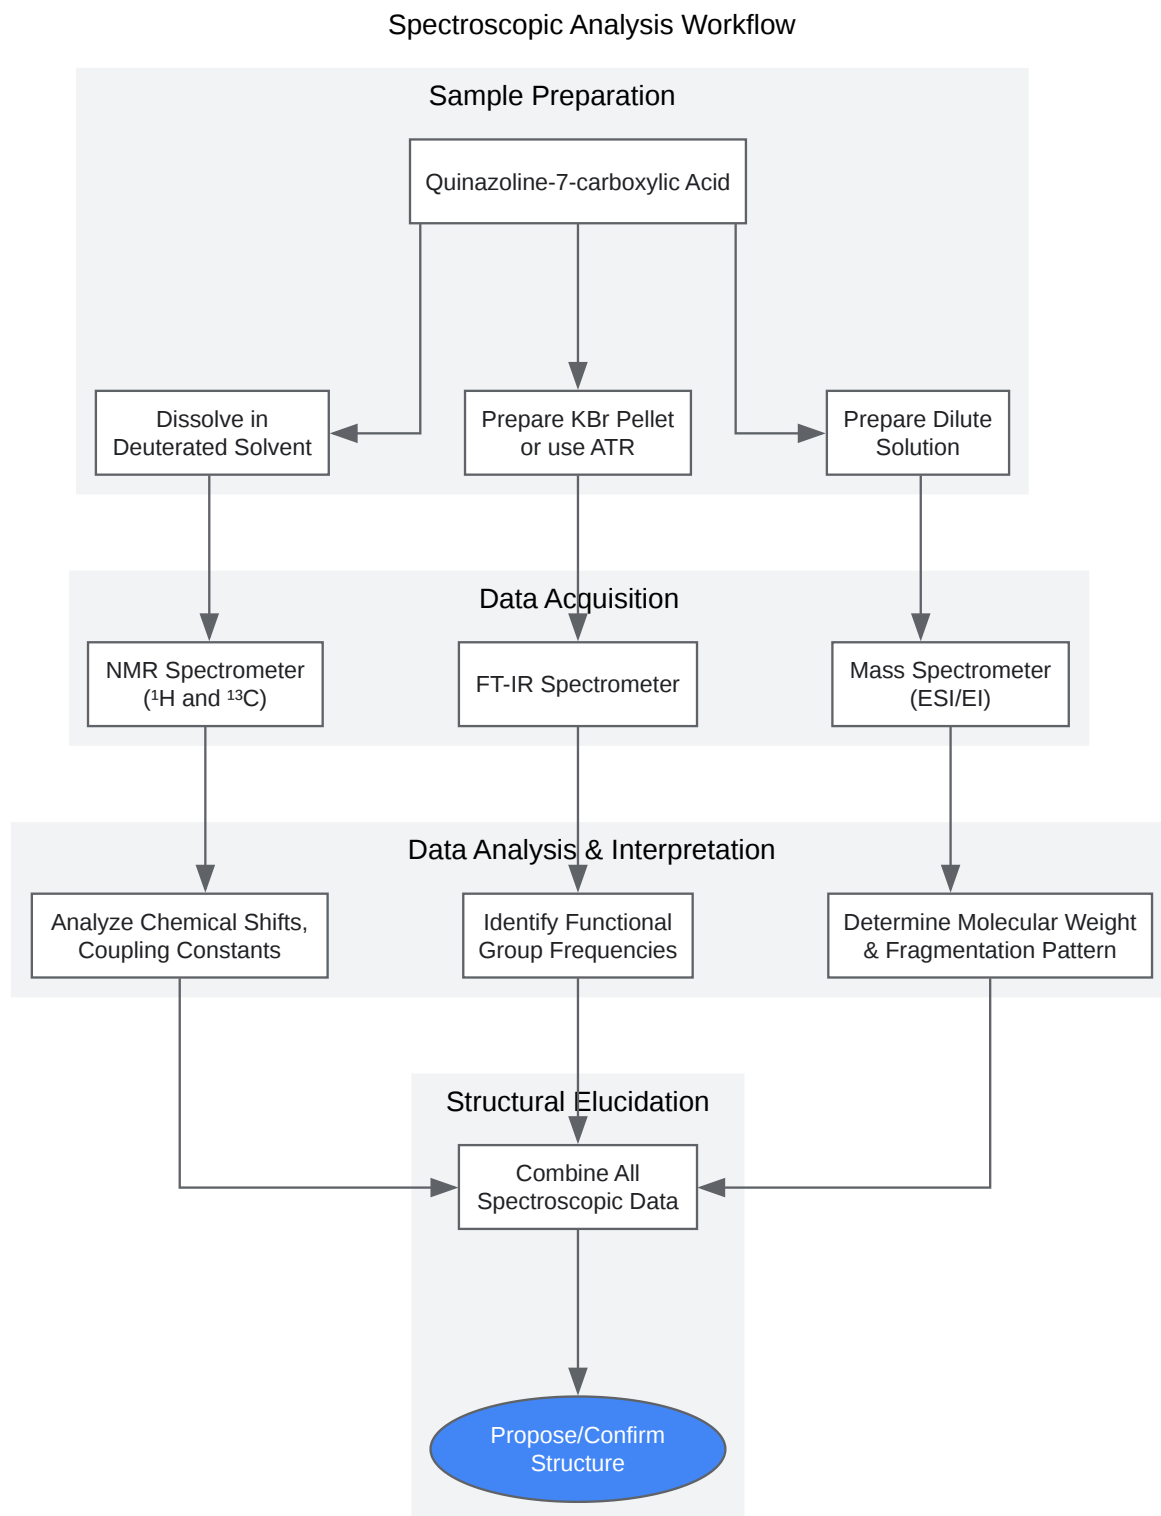 Spectroscopic Analysis Workflow
Sample Preparation
Quinazoline-7-carboxylic Acid
Dissolve in
Deuterated Solvent
Prepare KBr Pellet
or use ATR
Prepare Dilute
Solution
Data Acquisition
NMR Spectrometer
(¹H and ¹³C)
FT-IR Spectrometer
Mass Spectrometer
(ESI/EI)
Data Analysis & Interpretation
Analyze Chemical Shifts,
Coupling Constants
Identify Functional
Group Frequencies
Determine Molecular Weight
& Fragmentation Pattern
Structural Elucidation
Combine All
Spectroscopic Data
Propose/Confirm
Structure